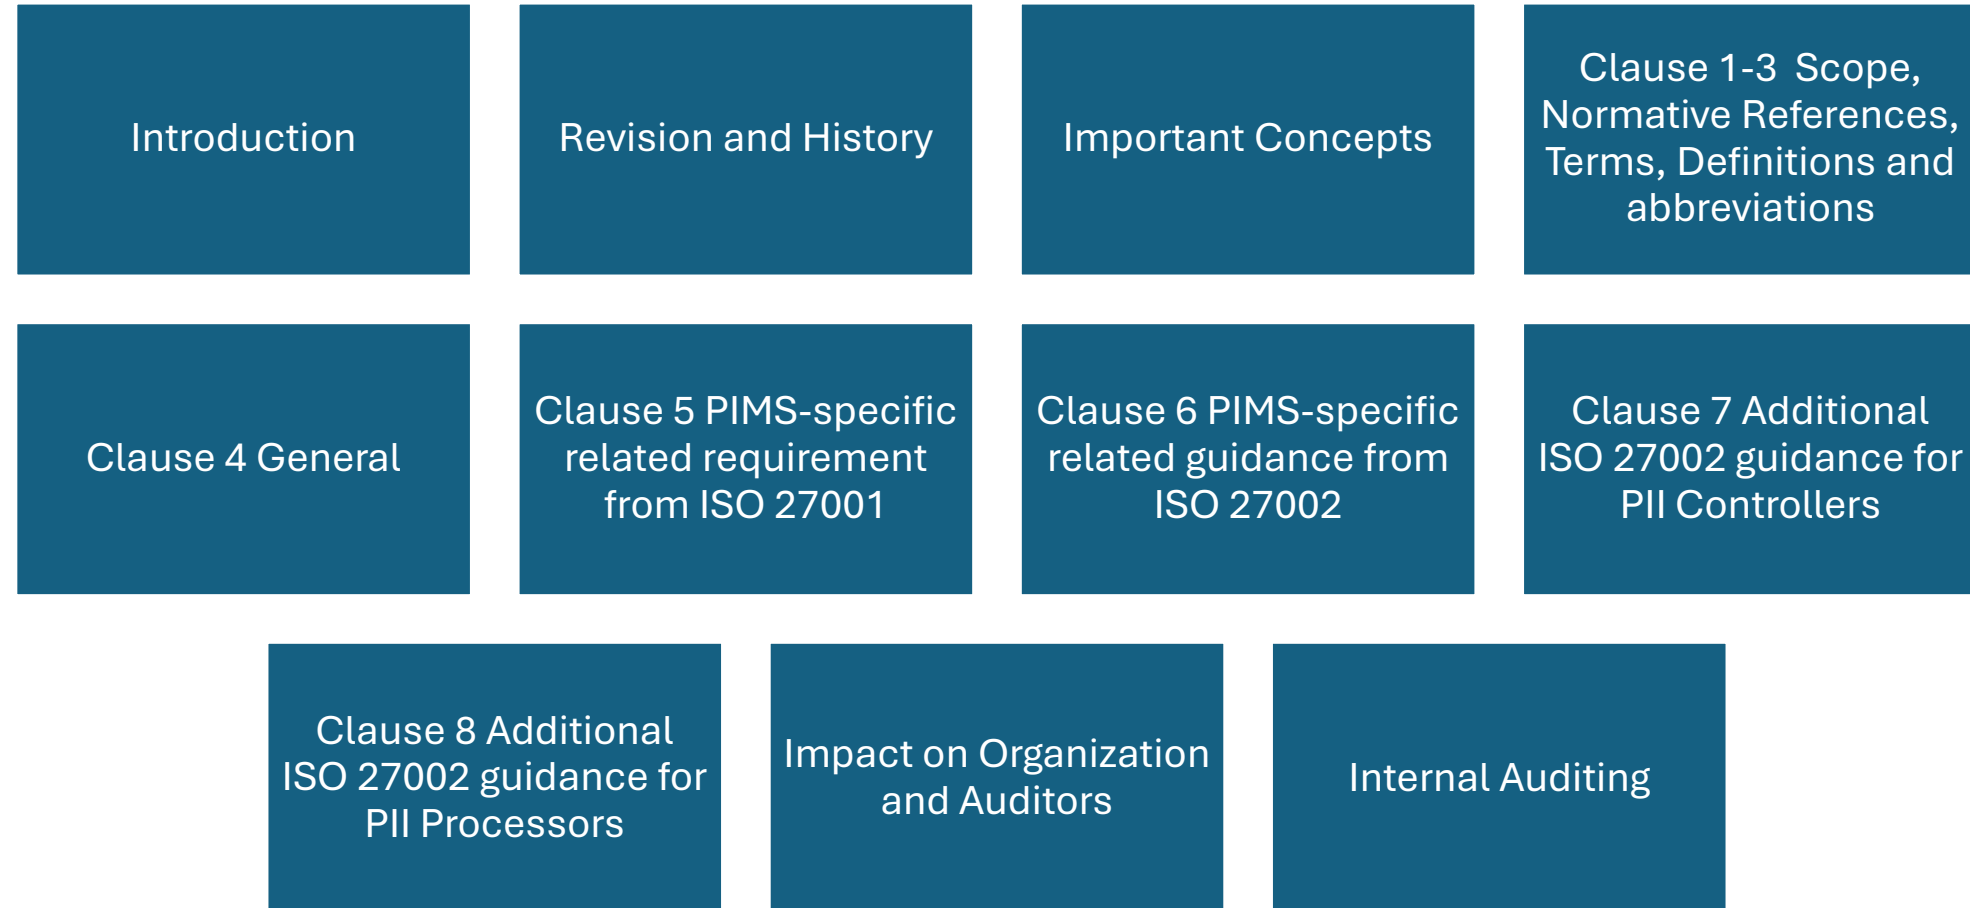 Introduction
Revision and History
Important Concepts
Clause 1-3  Scope,
Normative References,
Terms, Definitions and
abbreviations
Clause 4 General
Clause 5 PIMS-specific
related requirement
from ISO 27001
Clause 6 PIMS-specific
related guidance from
ISO 27002
Clause 7 Additional
ISO 27002 guidance for
PII Controllers
Clause 8 Additional
ISO 27002 guidance for
PII Processors
Impact on Organization
and Auditors
Internal Auditing